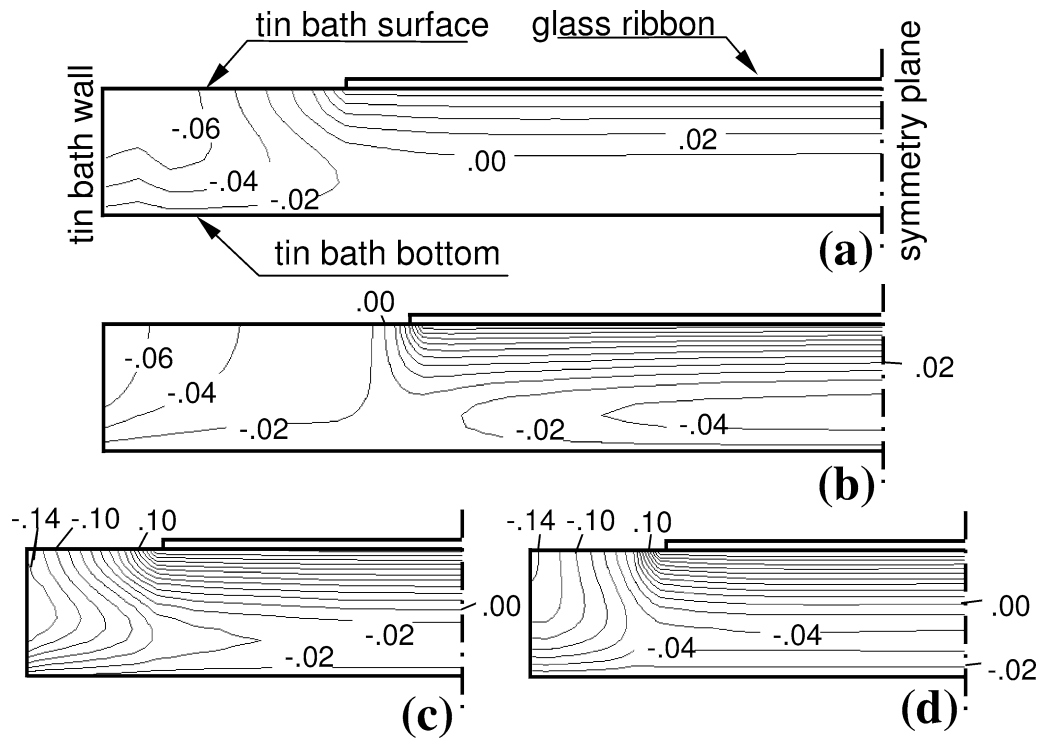 tin bath surface
glass ribbon
tin bath wall
symmetry plane
-.06
-.04
-.02
.00
.02
tin bath bottom
(a)
.00
-.06
-.04
-.02
-.02
-.04
.02
(b)
-.14
-.10
.10
.00
-.02
-.02
(c)
-.14
-.10
.10
.00
-.04
-.04
-.02
(d)